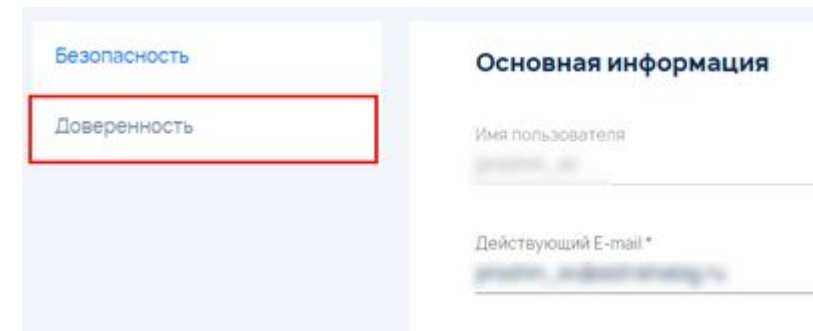 Безопасность
Доверенность
Основная информация
Имя пользователя
Действующий E-mail *